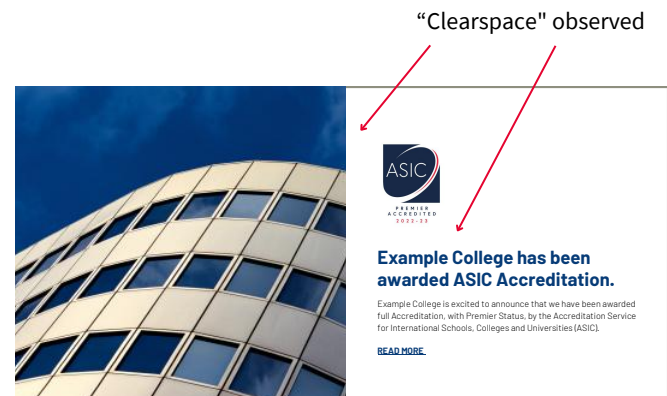 “Clearspace" observed
ASIC
PREMIER
ACCREDITED
2022-23
Example College has been
awarded ASIC Accreditation.
Example College is excited to announce that we have been awarded
full Accreditation, with Premier Status, by the Accreditation Service
for International Schools, Colleges and Universities (ASIC).
READ MORE